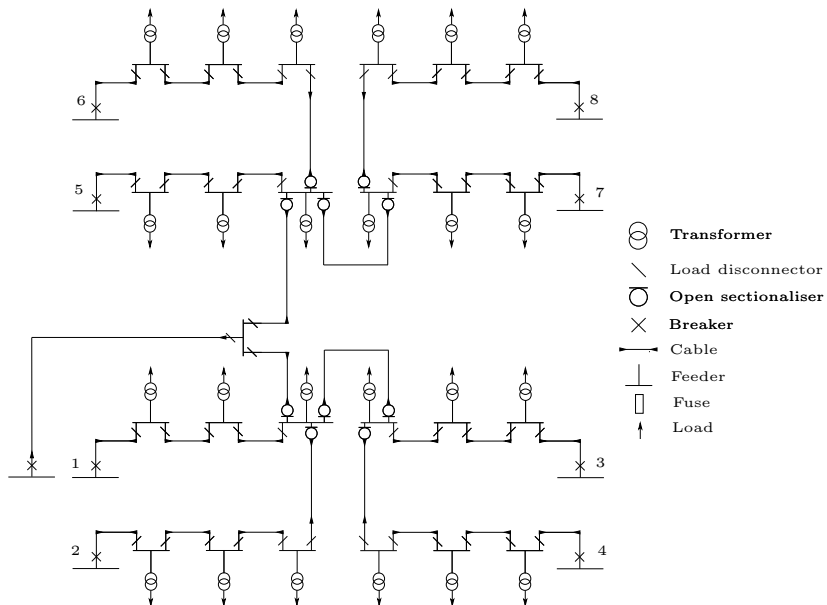 6
8
5
7
Transformer
Load disconnector
Open sectionaliser
Breaker
Cable
Feeder
Fuse
Load
1
3
2
4